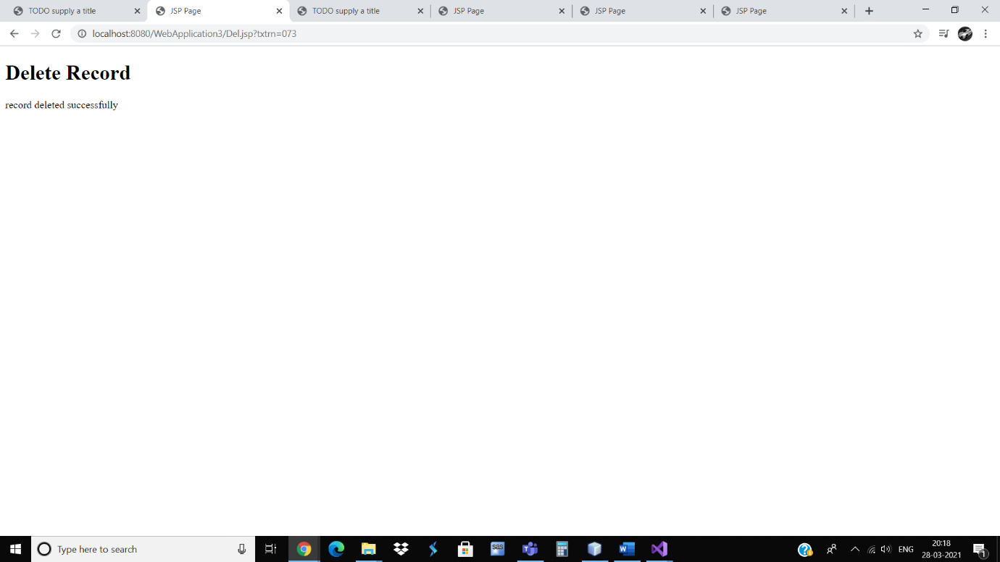 TODO supply a title
JSP Page
TODO supply a title
JSP Page
JSP Page
JSP Page
localhost:8080/WebApplication3/Del.jsp?txtrn=073
Delete Record
record deleted successfully
Type here to search
sas
ENG
20:18
28-03-2021
1